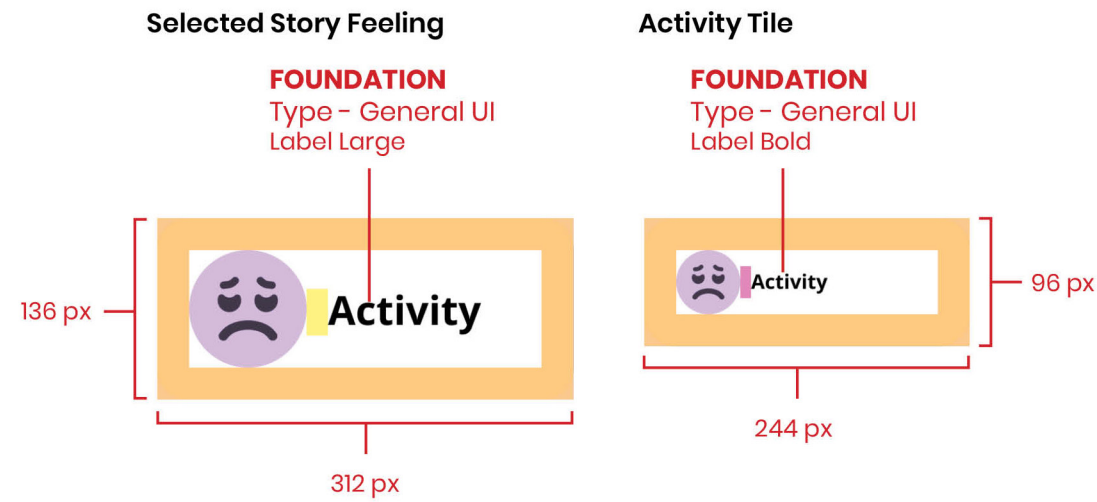 Selected Story Feeling
FOUNDATION
Type - General UI
Label Large
Activity
136 px
312 px
Activity Tile
FOUNDATION
Type - General UI
Label Bold
Activity
96 px
244 px